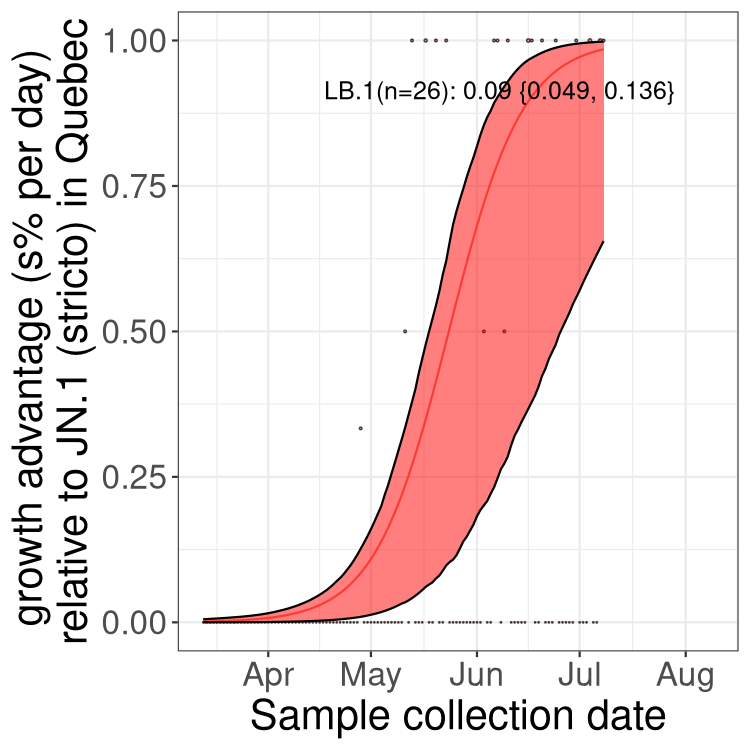 growth advantage (s% per day)
relative to JN.1 (stricto) in Quebec
1.00
0.75
0.50
0.25
0.00
LB.1(n=26): 0.09 {0.049, 0.136}
Apr May Jun Jul Aug
Sample collection date